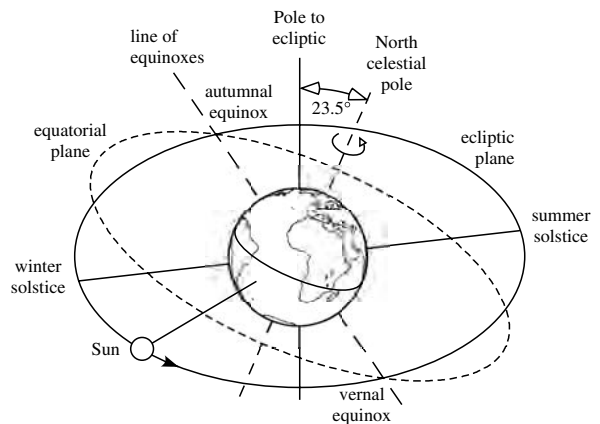 Pole to
ecliptic
line of
equinoxes
North
celestial
pole
autumnal
equinox
23.5°
equatorial
plane
ecliptic
plane
summer
solstice
winter
solstice
Sun
vernal
equinox